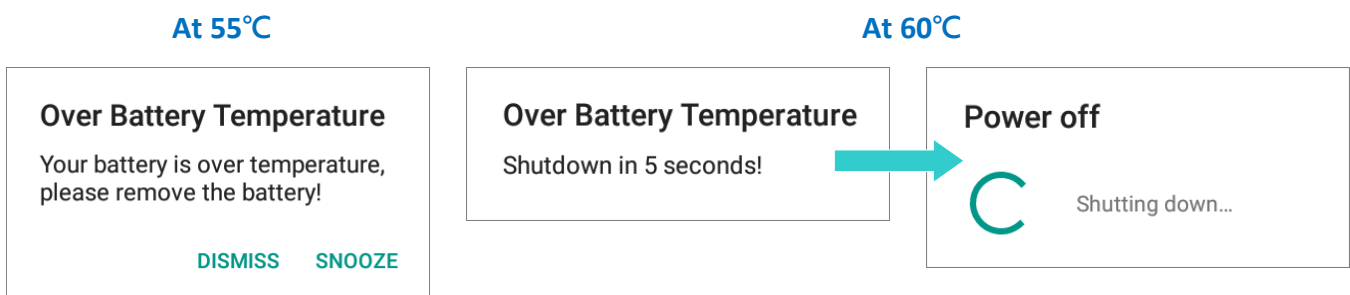 At 55℃
Over Battery Temperature
Your battery is over temperature,
please remove the battery!
DISMISS SNOOZE
At 60℃
Over Battery Temperature
Shutdown in 5 seconds!
Power off
Shutting down...